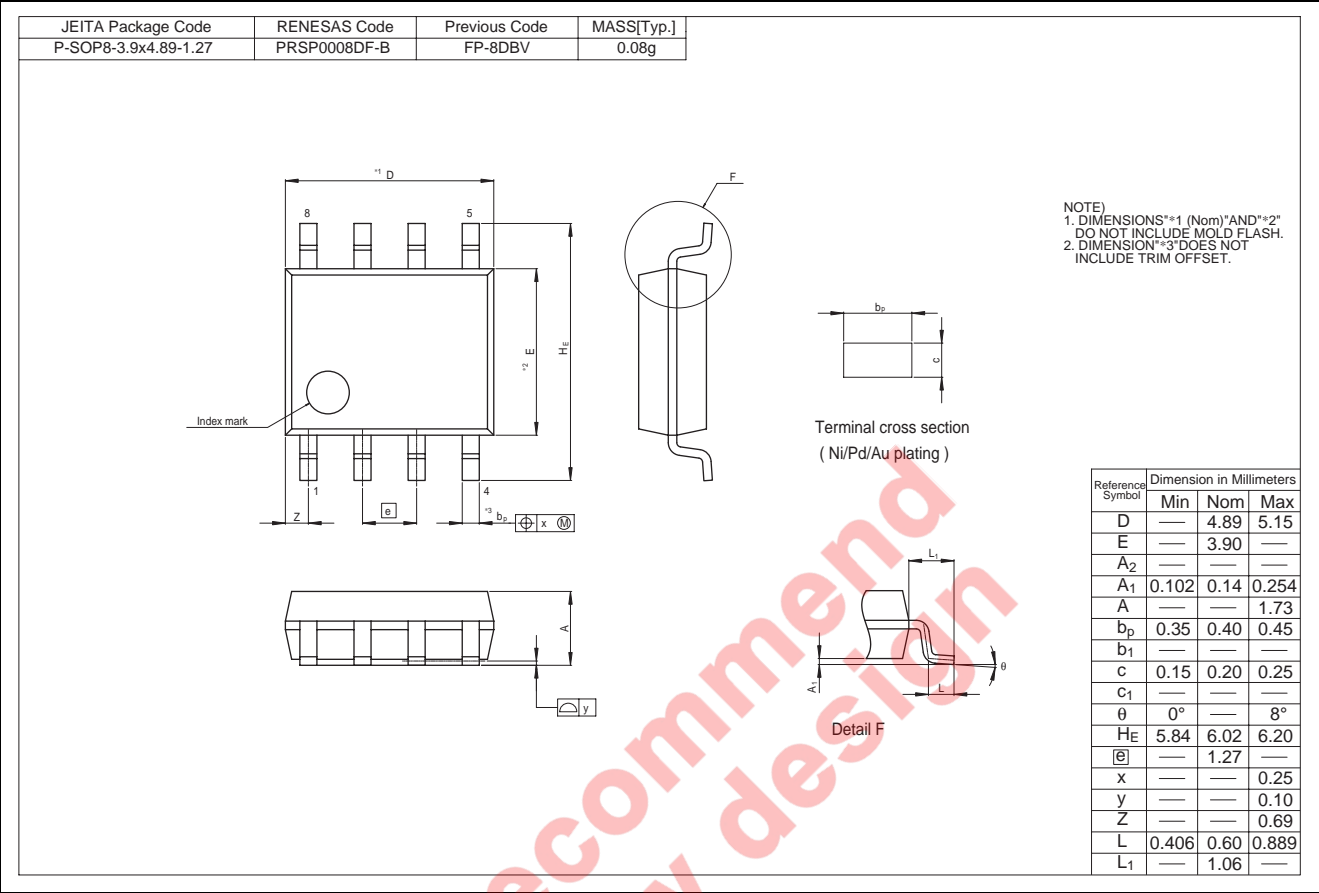 JEITA Package Code RENESAS Code Previous Code MASS[Typ.]
P-SOP8-3.9x4.89-1.27 PRSP0008DF-B FP-8DBV 0.08g
*1 D
F
8 5
NOTE)
1. DIMENSIONS"*1 (Nom)"AND"*2"
DO NOT INCLUDE MOLD FLASH.
2. DIMENSION"*3"DOES NOT
INCLUDE TRIM OFFSET.
*2 E
HE
bp
c
Index mark
Terminal cross section
( Ni/Pd/Au plating )
1 4
Z e *3 bp x M
A
y
L1
A1
L
θ
Detail F
Reference Symbol Dimension in Millimeters
Min Nom Max
D — 4.89 5.15
E — 3.90 —
A2 — — —
A1 0.102 0.14 0.254
A — — 1.73
bp 0.35 0.40 0.45
b1 — — —
c 0.15 0.20 0.25
c1 — — —
θ 0° — 8°
HE 5.84 6.02 6.20
e — 1.27 —
x — — 0.25
y — — 0.10
Z — — 0.69
L 0.406 0.60 0.889
L1 — 1.06 —
ecommend
design